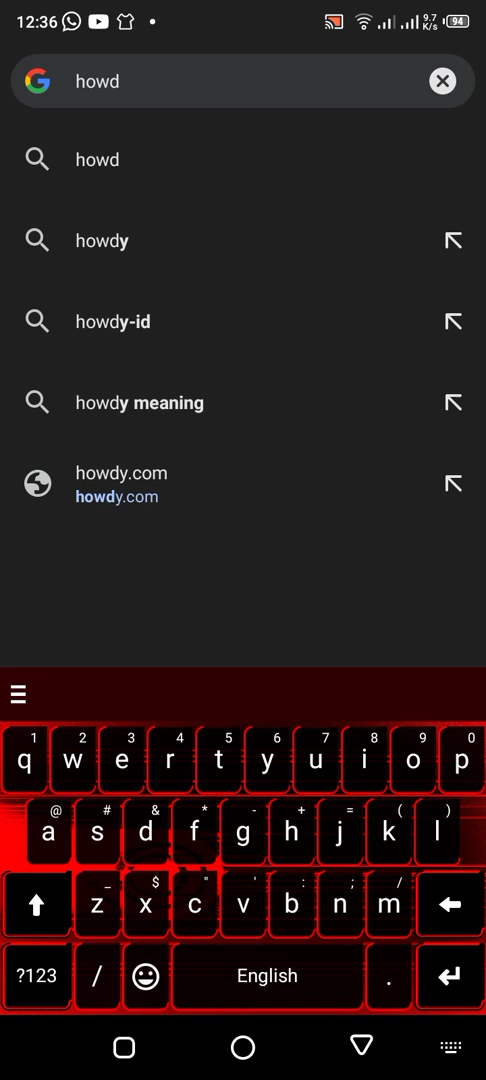 12:36 9.7 K/s 94
howd
howd
howdy
howdy-id
howdy meaning
howdy.com
howdy.com
1 2 3 4 5 6 7 8 9 0
q w e r t y u i o p
@ # & * - + = ( )
a s d f g h j k l
_ $ " ' : ; /
z x c v b n m
?123 / English .